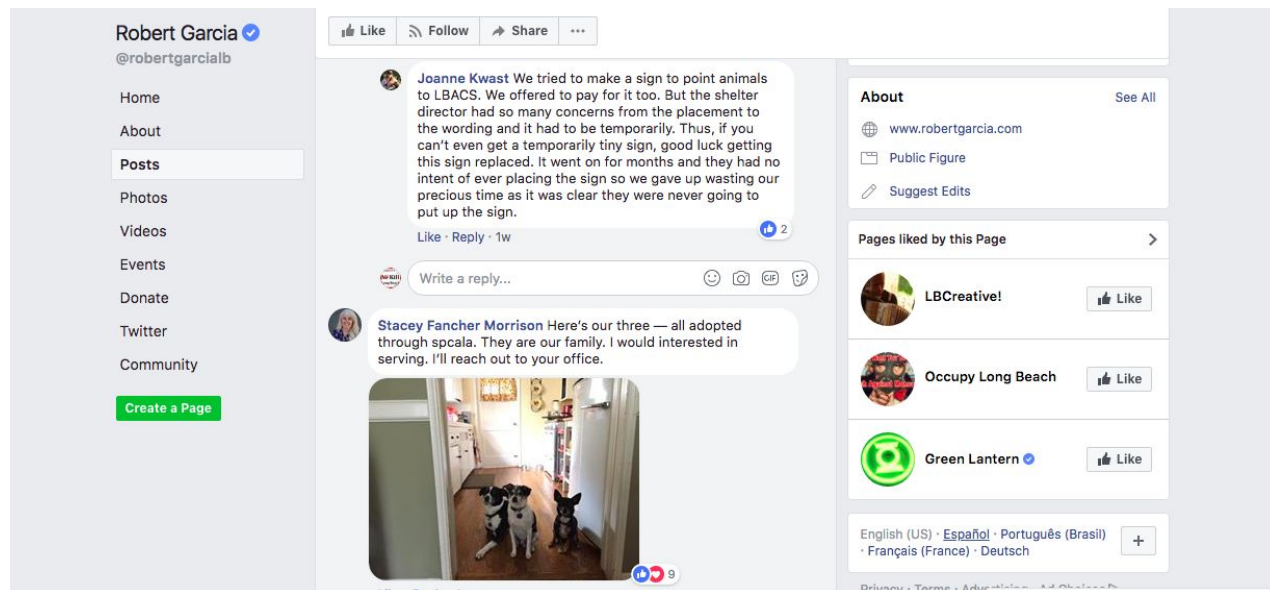 Robert Garcia
@robertgarcialb
Home
About
Posts
Photos
Videos
Events
Donate
Twitter
Community
Create a Page
Like
Follow
Share
Joanne Kwast We tried to make a sign to point animals
to LBACS. We offered to pay for it too. But the shelter
director had so many concerns from the placement to
the wording and it had to be temporarily. Thus, if you
can't even get a temporarily tiny sign, good luck getting
this sign replaced. It went on for months and they had no
intent of ever placing the sign so we gave up wasting our
precious time as it was clear they were never going to
put up the sign.
2
Like · Reply · 1w
Write a reply...
GIF
Stacey Fancher Morrison Here's our three — all adopted
through spcala. They are our family. I would interested in
serving. I'll reach out to your office.
9
About
See All
www.robertgarcia.com
Public Figure
Suggest Edits
Pages liked by this Page
LBCreative!
Like
Occupy Long Beach
Like
Green Lantern
Like
English (US) · Español · Português (Brasil)
· Français (France) · Deutsch
+
Privacy · Terms · Advertising · Ad Choices